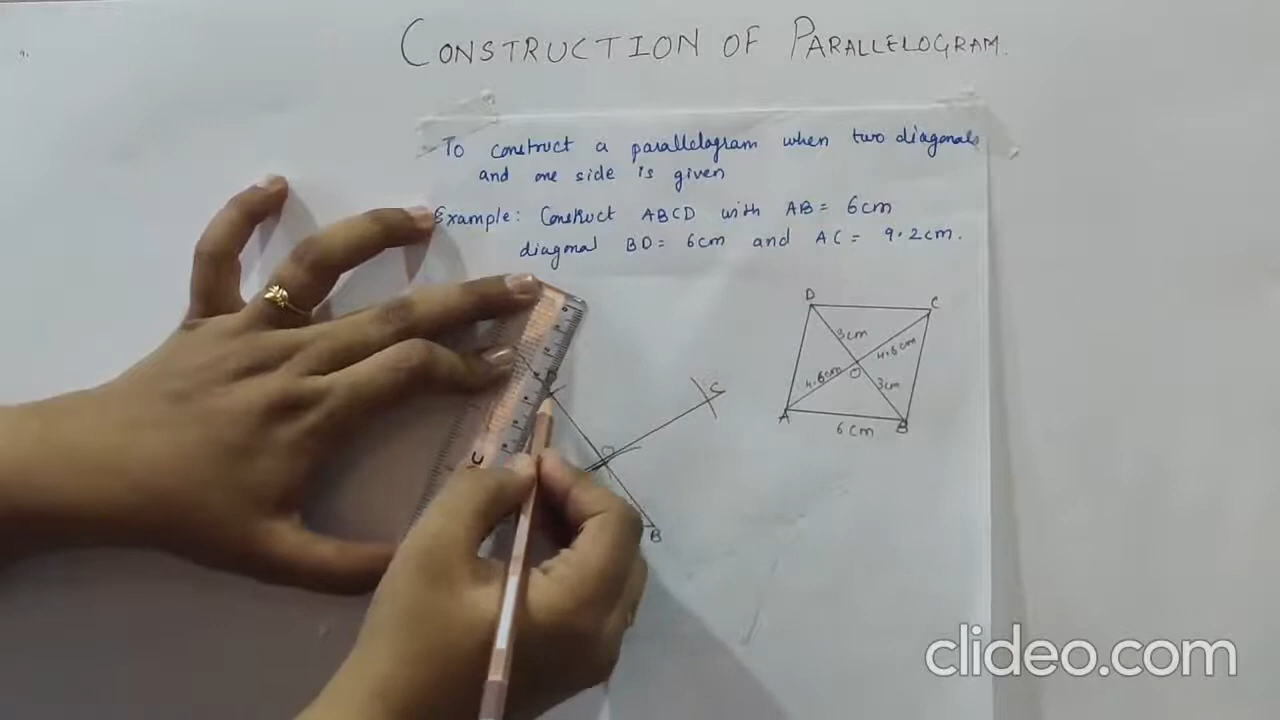 CONSTRUCTION OF PARALLELOGRAM.
To construct a parallelogram when two diagonals
and one side is given
Example: Construct ABCD with AB = 6cm
diagonal BD = 6cm and AC = 9.2cm.
D C
3cm 4.6cm
4.6cm O 3cm
A B
6cm
C
O
B
clideo.com